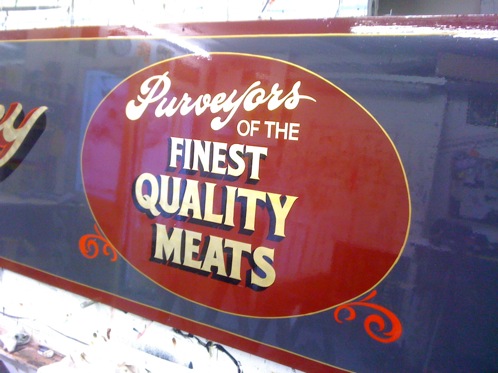 Purveyors
OF THE
FINEST
QUALITY
MEATS